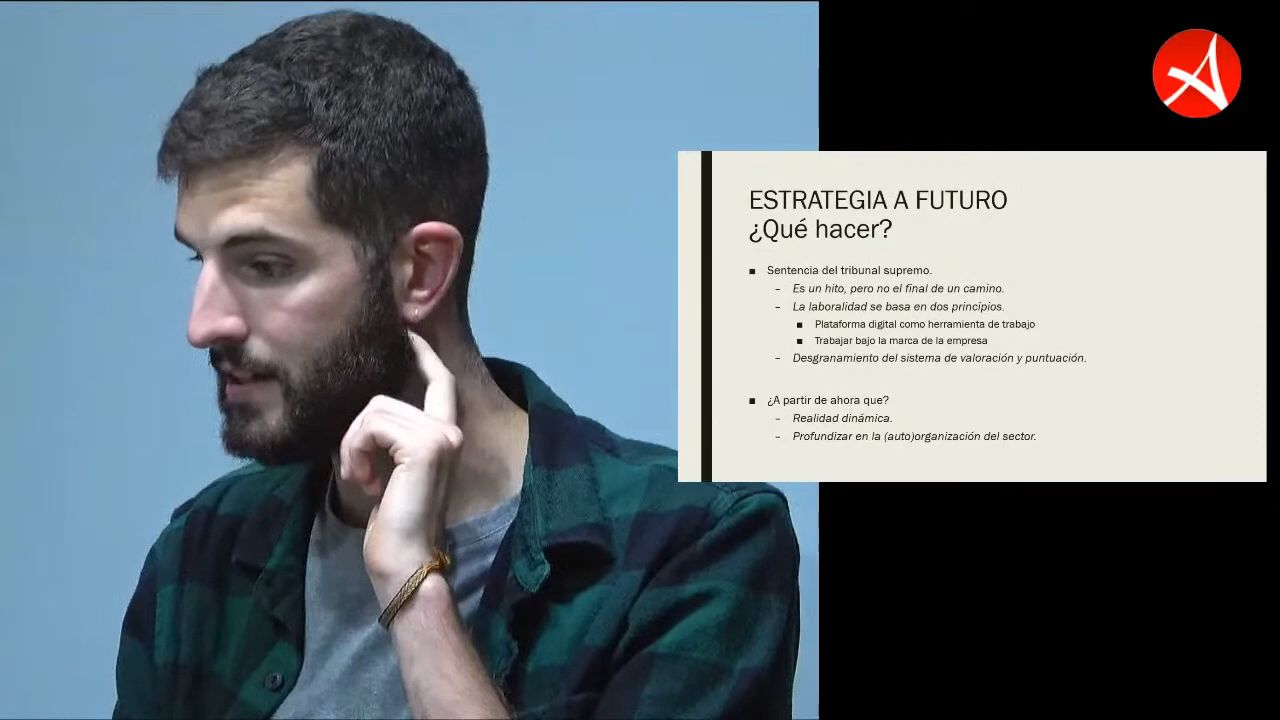 ESTRATEGIA A FUTURO
¿Qué hacer?
■ Sentencia del tribunal supremo.
– Es un hito, pero no el final de un camino.
– La laboralidad se basa en dos principios.
■ Plataforma digital como herramienta de trabajo
■ Trabajar bajo la marca de la empresa
– Desgranamiento del sistema de valoración y puntuación.
■ ¿A partir de ahora que?
– Realidad dinámica.
– Profundizar en la (auto)organización del sector.